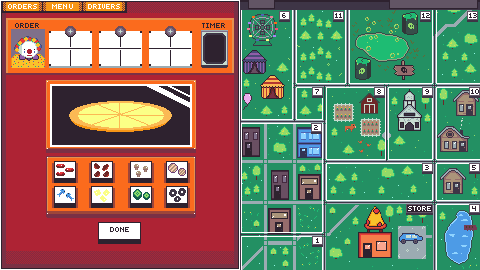 ORDERS MENU DRIVERS
ORDER TIMER
DONE
6 11 12 13
7 8 9 10
2
3 5
STORE 4
1